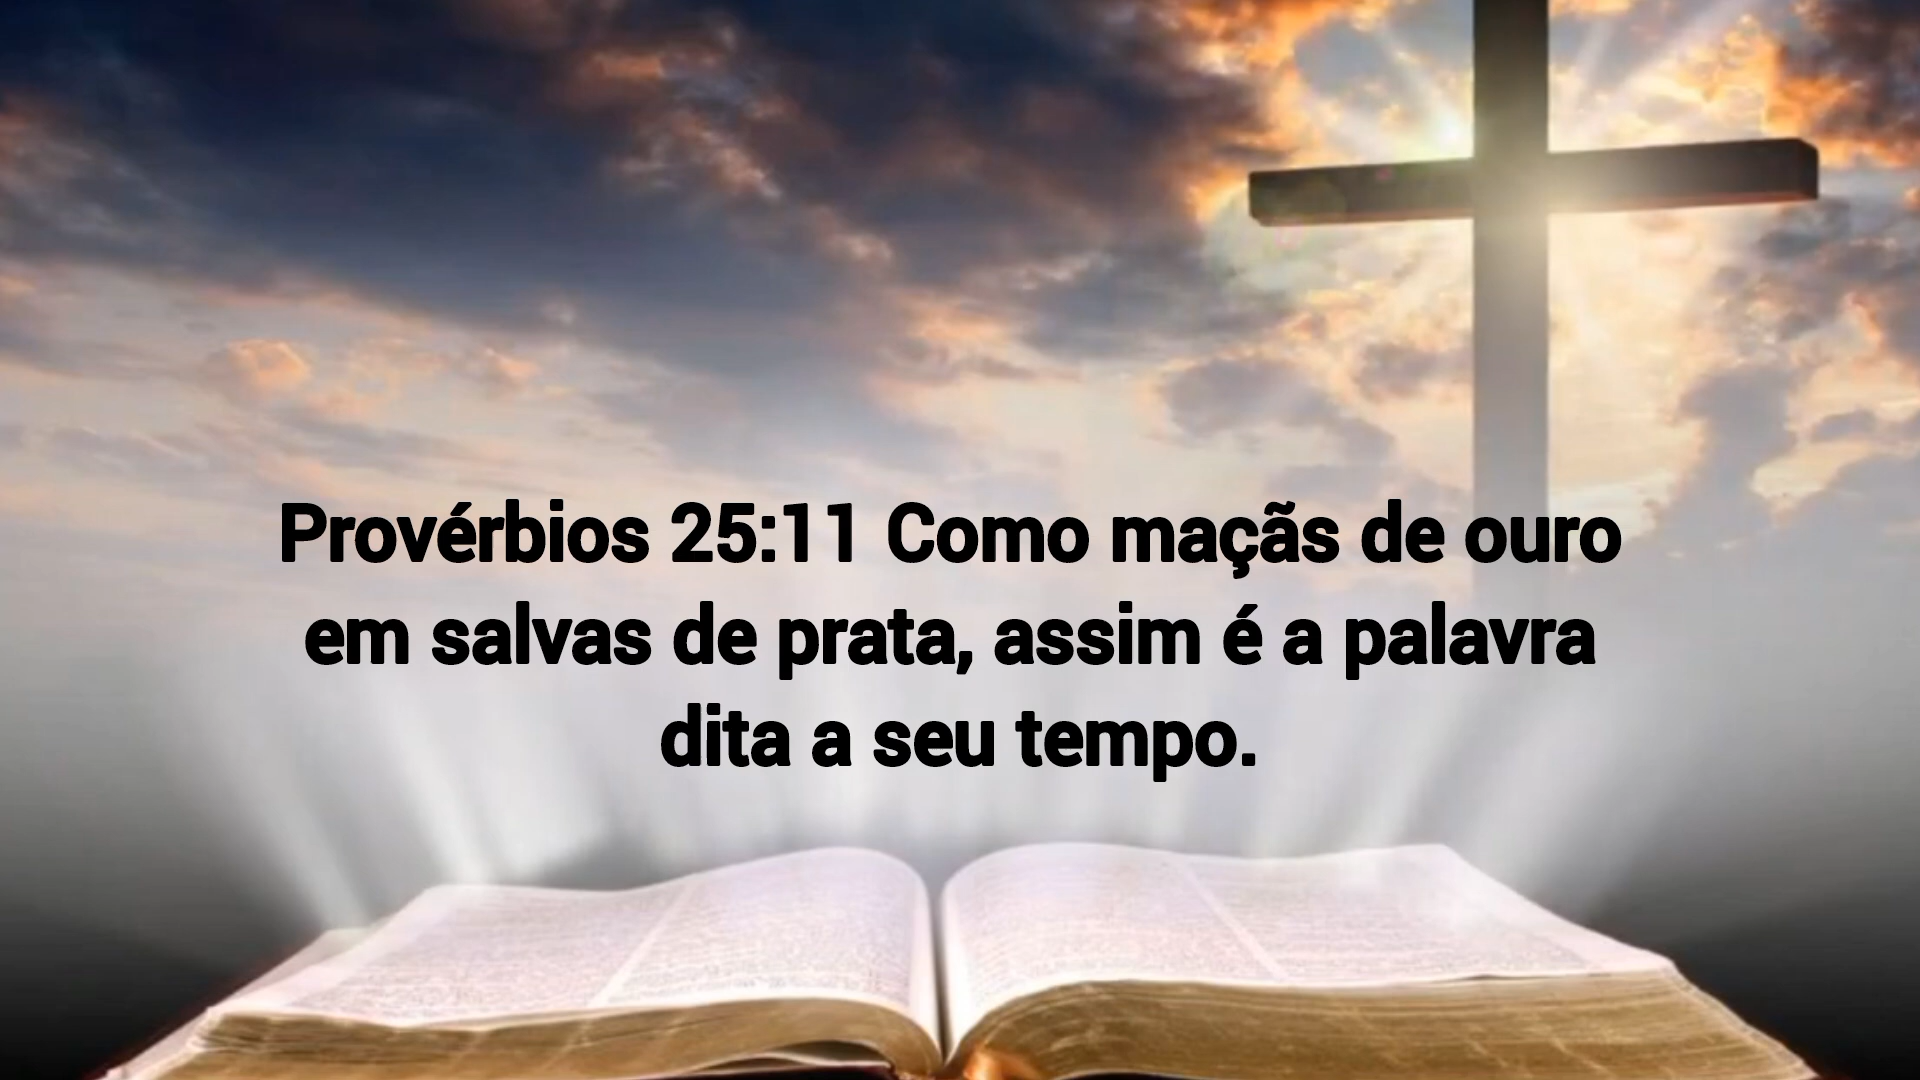 Provérbios 25:11 Como maçãs de ouro
em salvas de prata, assim é a palavra
dita a seu tempo.